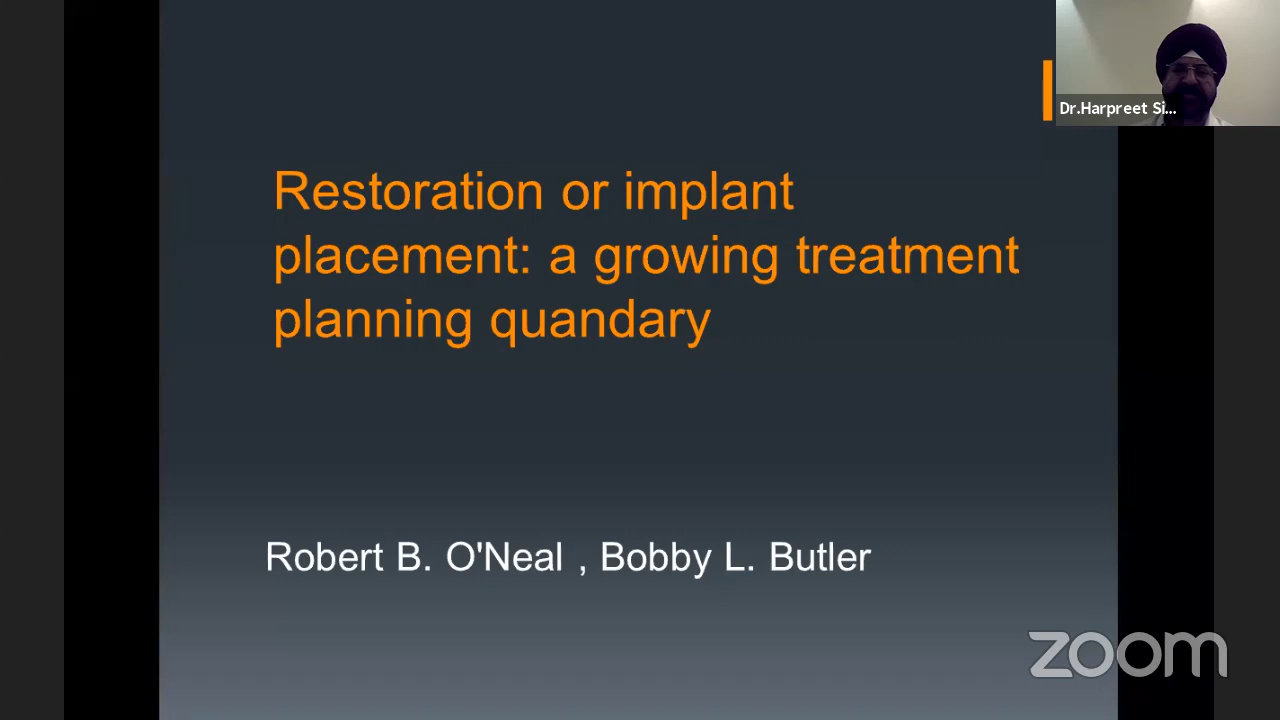 Dr.Harpreet Si...
Restoration or implant
placement: a growing treatment
planning quandary
Robert B. O'Neal , Bobby L. Butler
zoom